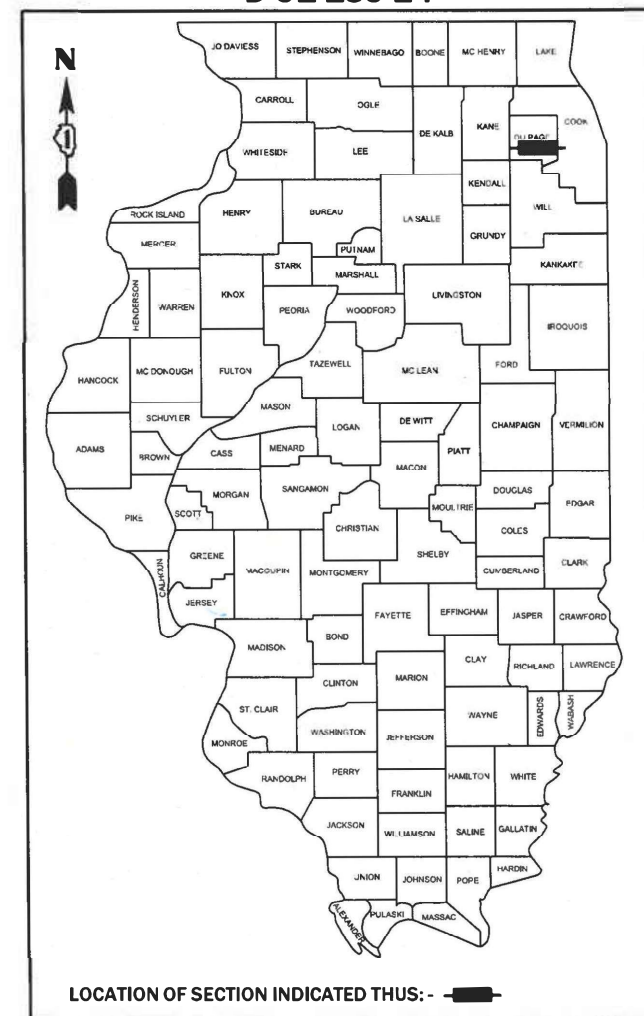 N
JO DAVIESS STEPHENSON WINNEBAGO BOONE MC HENRY LAKE
CARROLL OGLE DE KALB KANE DU PAGE COOK
WHITESIDE LEE
KENDALL
ROCK ISLAND HENRY BUREAU LA SALLE GRUNDY WILL
MERCER PUTNAM
STARK MARSHALL KANKAKEE
HENDERSON WARREN KNOX PEORIA WOODFORD LIVINGSTON IROQUOIS
HANCOCK MC DONOUGH FULTON TAZEWELL MC LEAN FORD
SCHUYLER MASON LOGAN DE WITT CHAMPAIGN VERMILION
ADAMS BROWN CASS MENARD MACON PIATT
PIKE SCOTT MORGAN SANGAMON MOULTRIE DOUGLAS EDGAR
CHRISTIAN COLES
CALHOUN GREENE MACOUPIN MONTGOMERY SHELBY CUMBERLAND CLARK
JERSEY FAYETTE EFFINGHAM JASPER CRAWFORD
MADISON BOND CLAY RICHLAND LAWRENCE
CLINTON MARION
ST. CLAIR WAYNE EDWARDS WABASH
MONROE WASHINGTON JEFFERSON
RANDOLPH PERRY HAMILTON WHITE
FRANKLIN
JACKSON WILLIAMSON SALINE GALLATIN
UNION JOHNSON POPE HARDIN
ALEXANDER PULASKI MASSAC
LOCATION OF SECTION INDICATED THUS: -